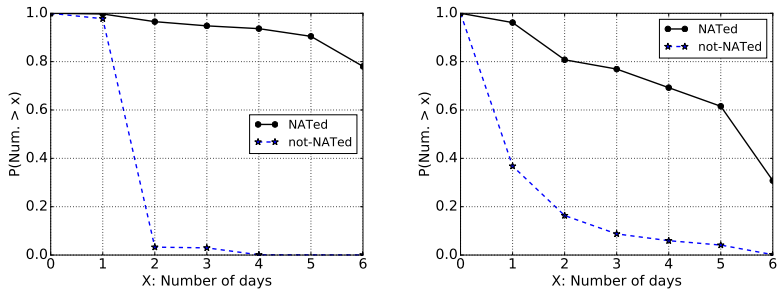 1.0
0.8
0.6
0.4
0.2
0.0
P(Num. > x)
NATed
not-NATed
0 1 2 3 4 5 6
X: Number of days
1.0
0.8
0.6
0.4
0.2
0.0
P(Num. > x)
NATed
not-NATed
0 1 2 3 4 5 6
X: Number of days